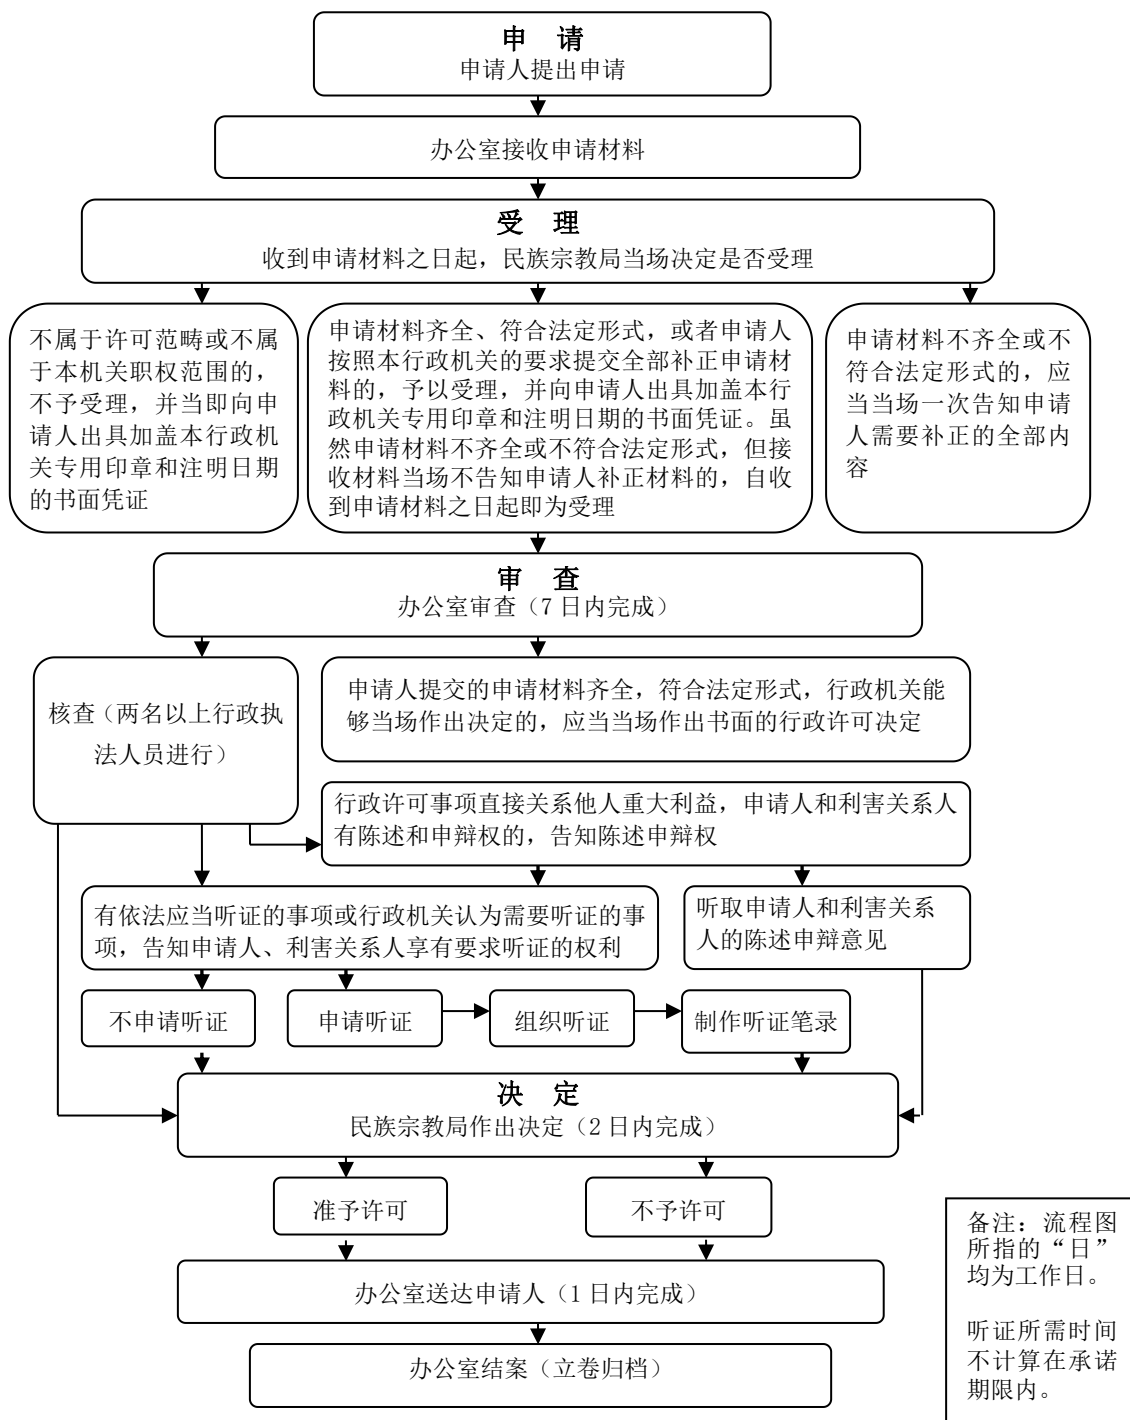 申 请
申请人提出申请
办公室接收申请材料
受 理
收到申请材料之日起，民族宗教局当场决定是否受理
不属于许可范畴或不属
于本机关职权范围的，
不予受理，并当即向申
请人出具加盖本行政机
关专用印章和注明日期
的书面凭证
申请材料齐全、符合法定形式，或者申请人
按照本行政机关的要求提交全部补正申请材
料的，予以受理，并向申请人出具加盖本行
政机关专用印章和注明日期的书面凭证。虽
然申请材料不齐全或不符合法定形式，但接
收材料当场不告知申请人补正材料的，自收
到申请材料之日起即为受理
申请材料不齐全或不
符合法定形式的，应
当当场一次告知申请
人需要补正的全部内
容
审 查
办公室审查（7 日内完成）
核查（两名以上行政执
法人员进行）
申请人提交的申请材料齐全，符合法定形式，行政机关能
够当场作出决定的，应当当场作出书面的行政许可决定
行政许可事项直接关系他人重大利益，申请人和利害关系人
有陈述和申辩权的，告知陈述申辩权
有依法应当听证的事项或行政机关认为需要听证的事
项，告知申请人、利害关系人享有要求听证的权利
听取申请人和利害关系
人的陈述申辩意见
不申请听证
申请听证
组织听证
制作听证笔录
决 定
民族宗教局作出决定（2 日内完成）
准予许可
不予许可
办公室送达申请人（1 日内完成）
办公室结案（立卷归档）
备注：流程图
所指的“日”
均为工作日。
听证所需时间
不计算在承诺
期限内。